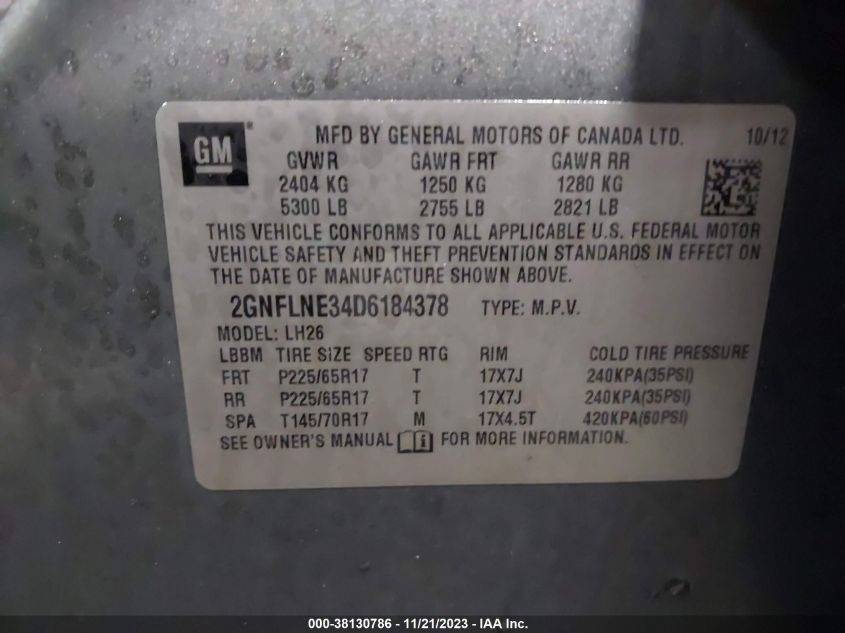 GM ®
MFD BY GENERAL MOTORS OF CANADA LTD. 10/12
GVWR GAWR FRT GAWR RR
2404 KG 1250 KG 1280 KG
5300 LB 2755 LB 2821 LB
THIS VEHICLE CONFORMS TO ALL APPLICABLE U.S. FEDERAL MOTOR
VEHICLE SAFETY AND THEFT PREVENTION STANDARDS IN EFFECT ON
THE DATE OF MANUFACTURE SHOWN ABOVE.
2GNFLNE34D6184378 TYPE: M.P.V.
MODEL: LH26
LBBM TIRE SIZE SPEED RTG RIM COLD TIRE PRESSURE
FRT P225/65R17 T 17X7J 240KPA(35PSI)
RR P225/65R17 T 17X7J 240KPA(35PSI)
SPA T145/70R17 M 17X4.5T 420KPA(60PSI)
SEE OWNER'S MANUAL i FOR MORE INFORMATION.
000-38130786 - 11/21/2023 - IAA Inc.